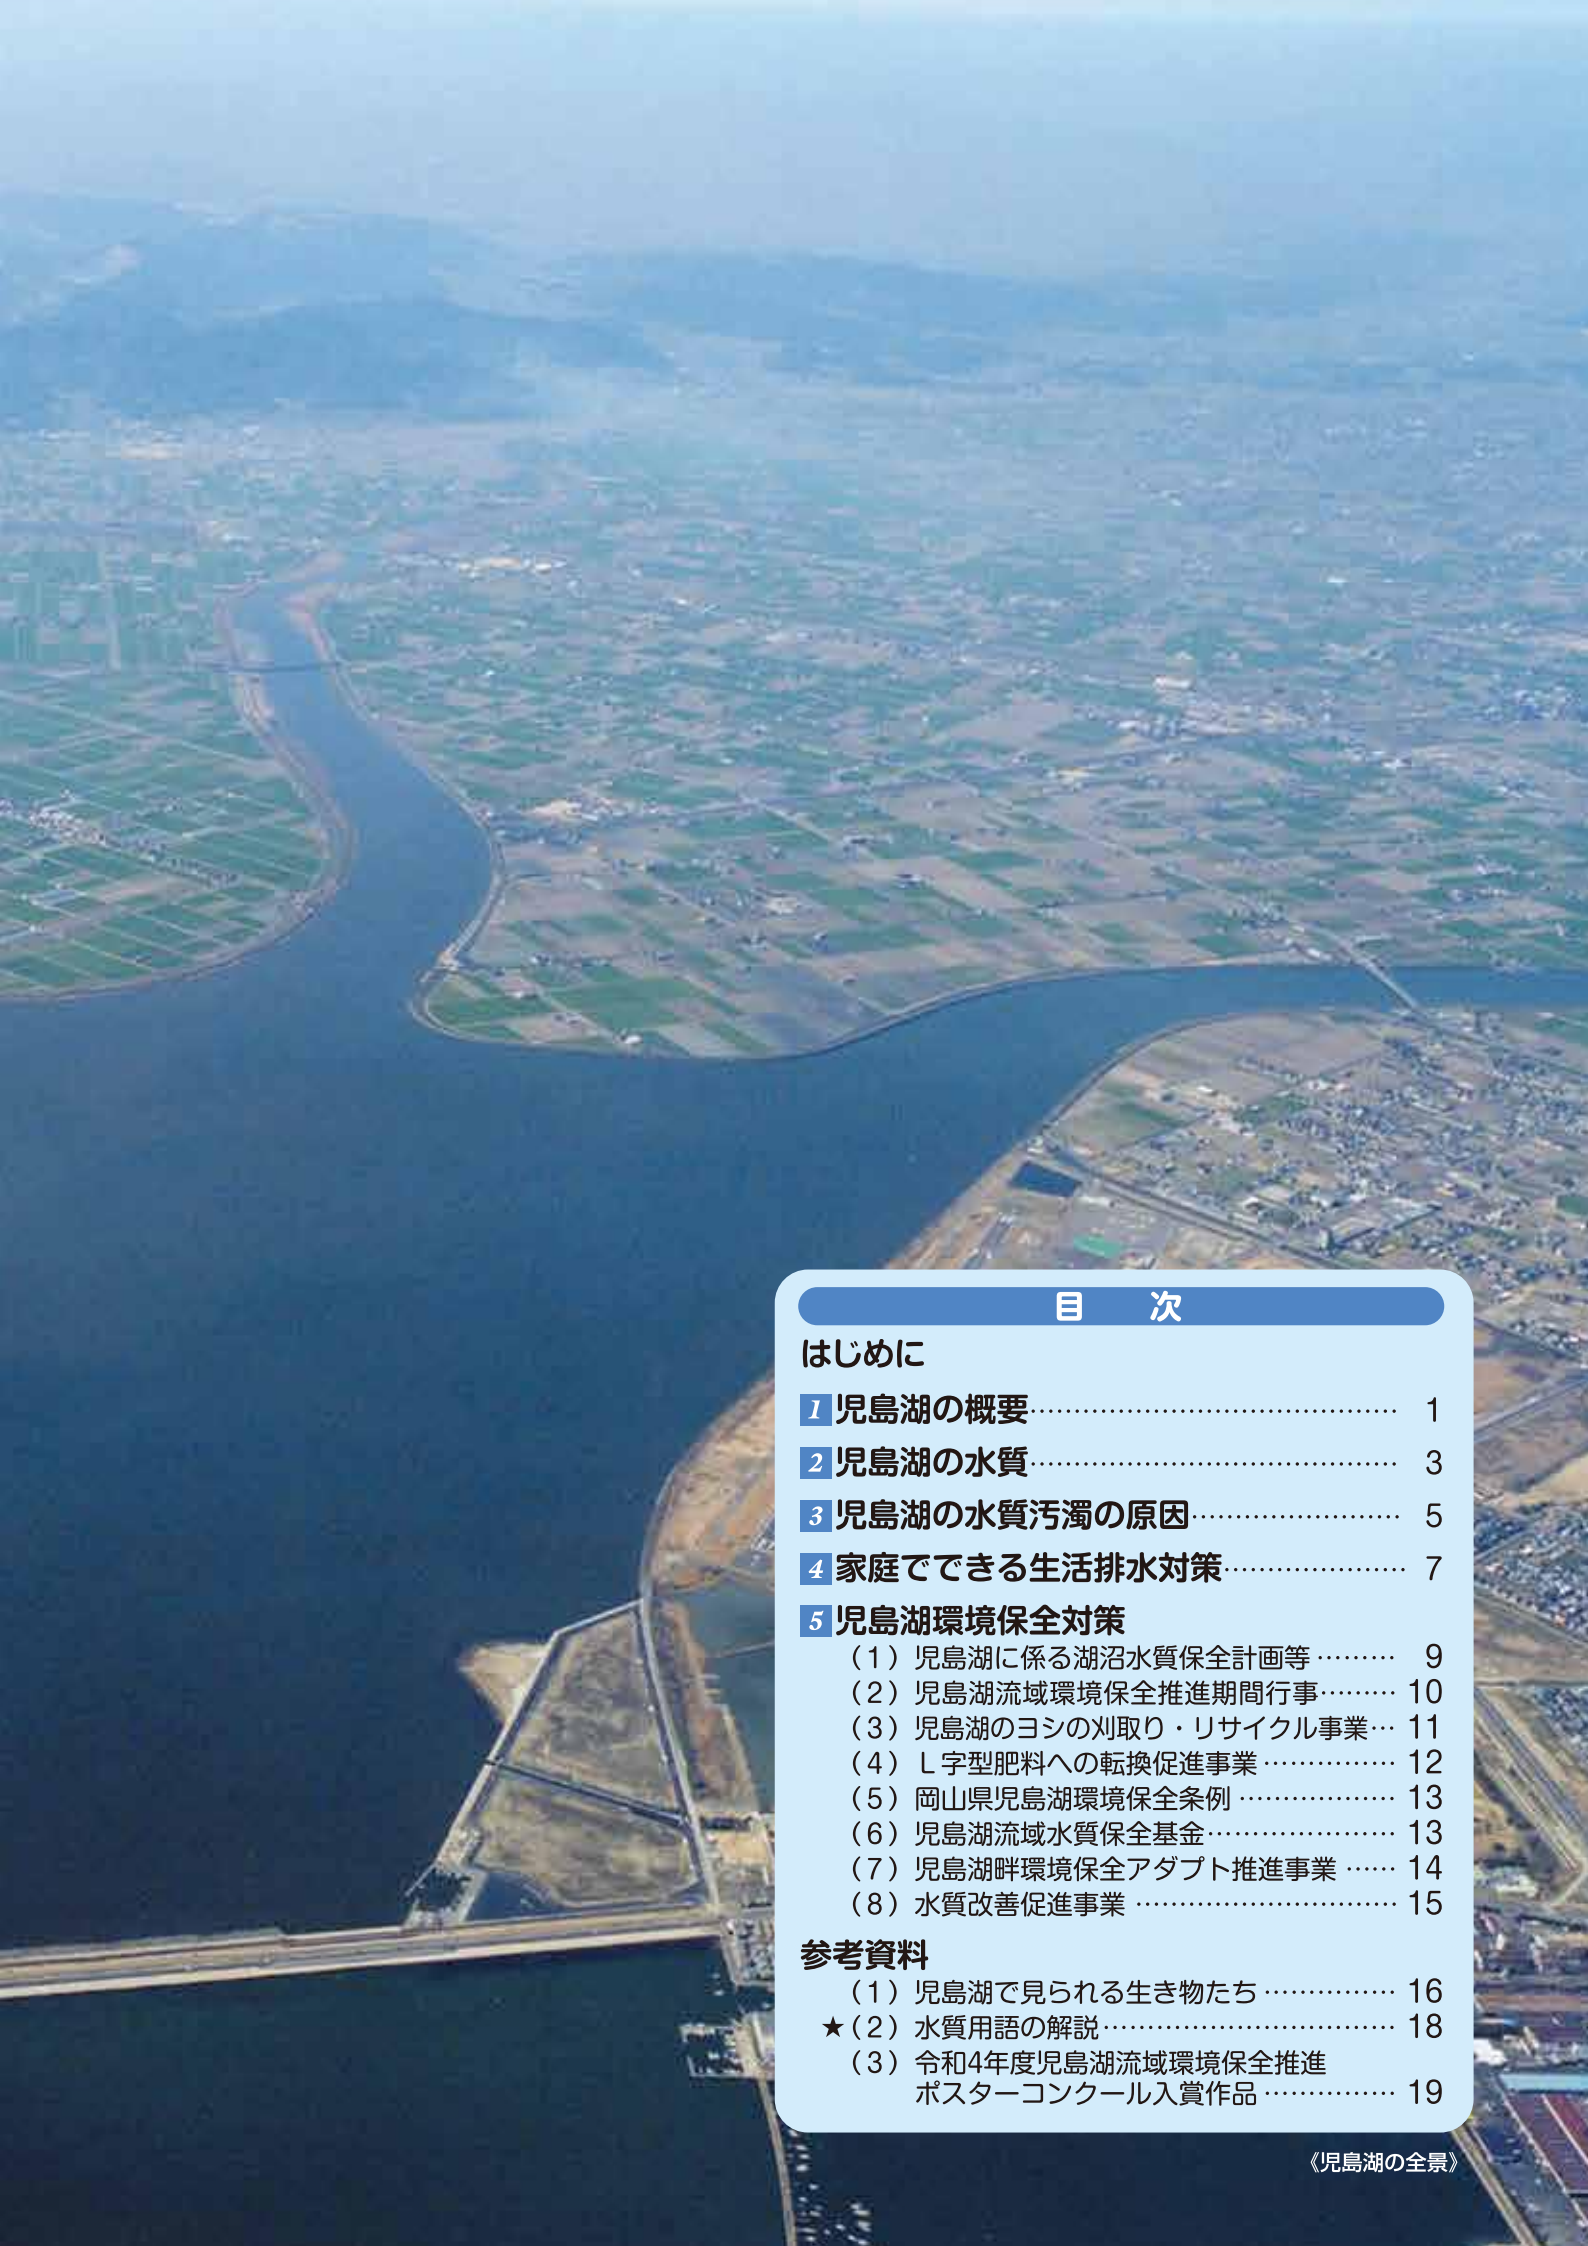 目　次
はじめに
1 児島湖の概要…………………………………… 1
2 児島湖の水質…………………………………… 3
3 児島湖の水質汚濁の原因…………………… 5
4 家庭でできる生活排水対策………………… 7
5 児島湖環境保全対策
（1）児島湖に係る湖沼水質保全計画等……… 9
（2）児島湖流域環境保全推進期間行事……… 10
（3）児島湖のヨシの刈取り・リサイクル事業… 11
（4）Ｌ字型肥料への転換促進事業…………… 12
（5）岡山県児島湖環境保全条例……………… 13
（6）児島湖流域水質保全基金………………… 13
（7）児島湖畔環境保全アダプト推進事業…… 14
（8）水質改善促進事業………………………… 15
参考資料
（1）児島湖で見られる生き物たち…………… 16
★（2）水質用語の解説…………………………… 18
（3）令和4年度児島湖流域環境保全推進
ポスターコンクール入賞作品…………… 19
《児島湖の全景》